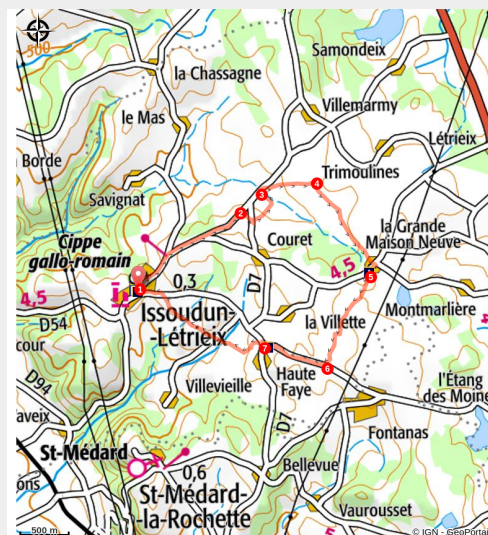 500
Samondeix
la Chassagne
Villemarmy
le Mas
Létrieix
Borde
Trimoulines
4
3
Savignat
2
la Grande
Maison Neuve
Cippe
gallo-romain
Couret
4,5
5
0,3
D7
1
4,5
Issoudun-
-Létrieix
Montmarlière
D54
la Villette
cour
7
6
D94
Villevieille
Haute
Faye
l'Étang
des Moine
aveix
D7
Fontanas
St-Médard
Bellevue
0,6
ons
St-Médard-
-la-Rochette
Vaurousset
500 m
© IGN - GeoPortai